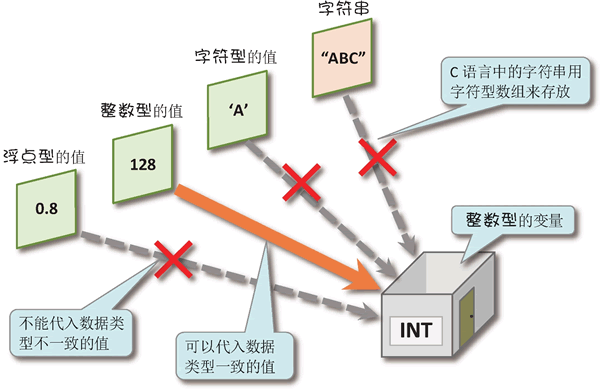 字符串
“ABC”
字符型的值
‘A’
C 语言中的字符串用
字符型数组来存放
整数型的值
128
浮点型的值
0.8
整数型的变量
INT
不能代入数据类
型不一致的值
可以代入数据
类型一致的值